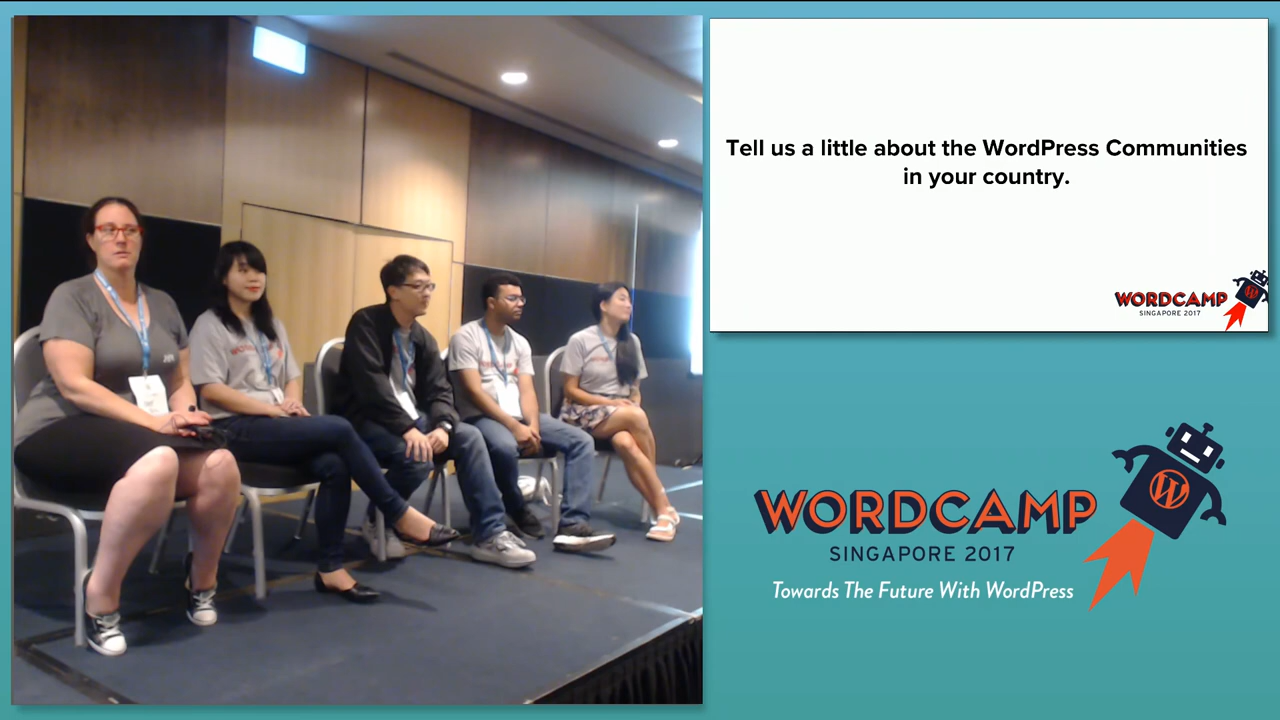 Tell us a little about the WordPress Communities
in your country.
WORDCAMP
SINGAPORE 2017
WORDCAMP
SINGAPORE 2017
Towards The Future With WordPress